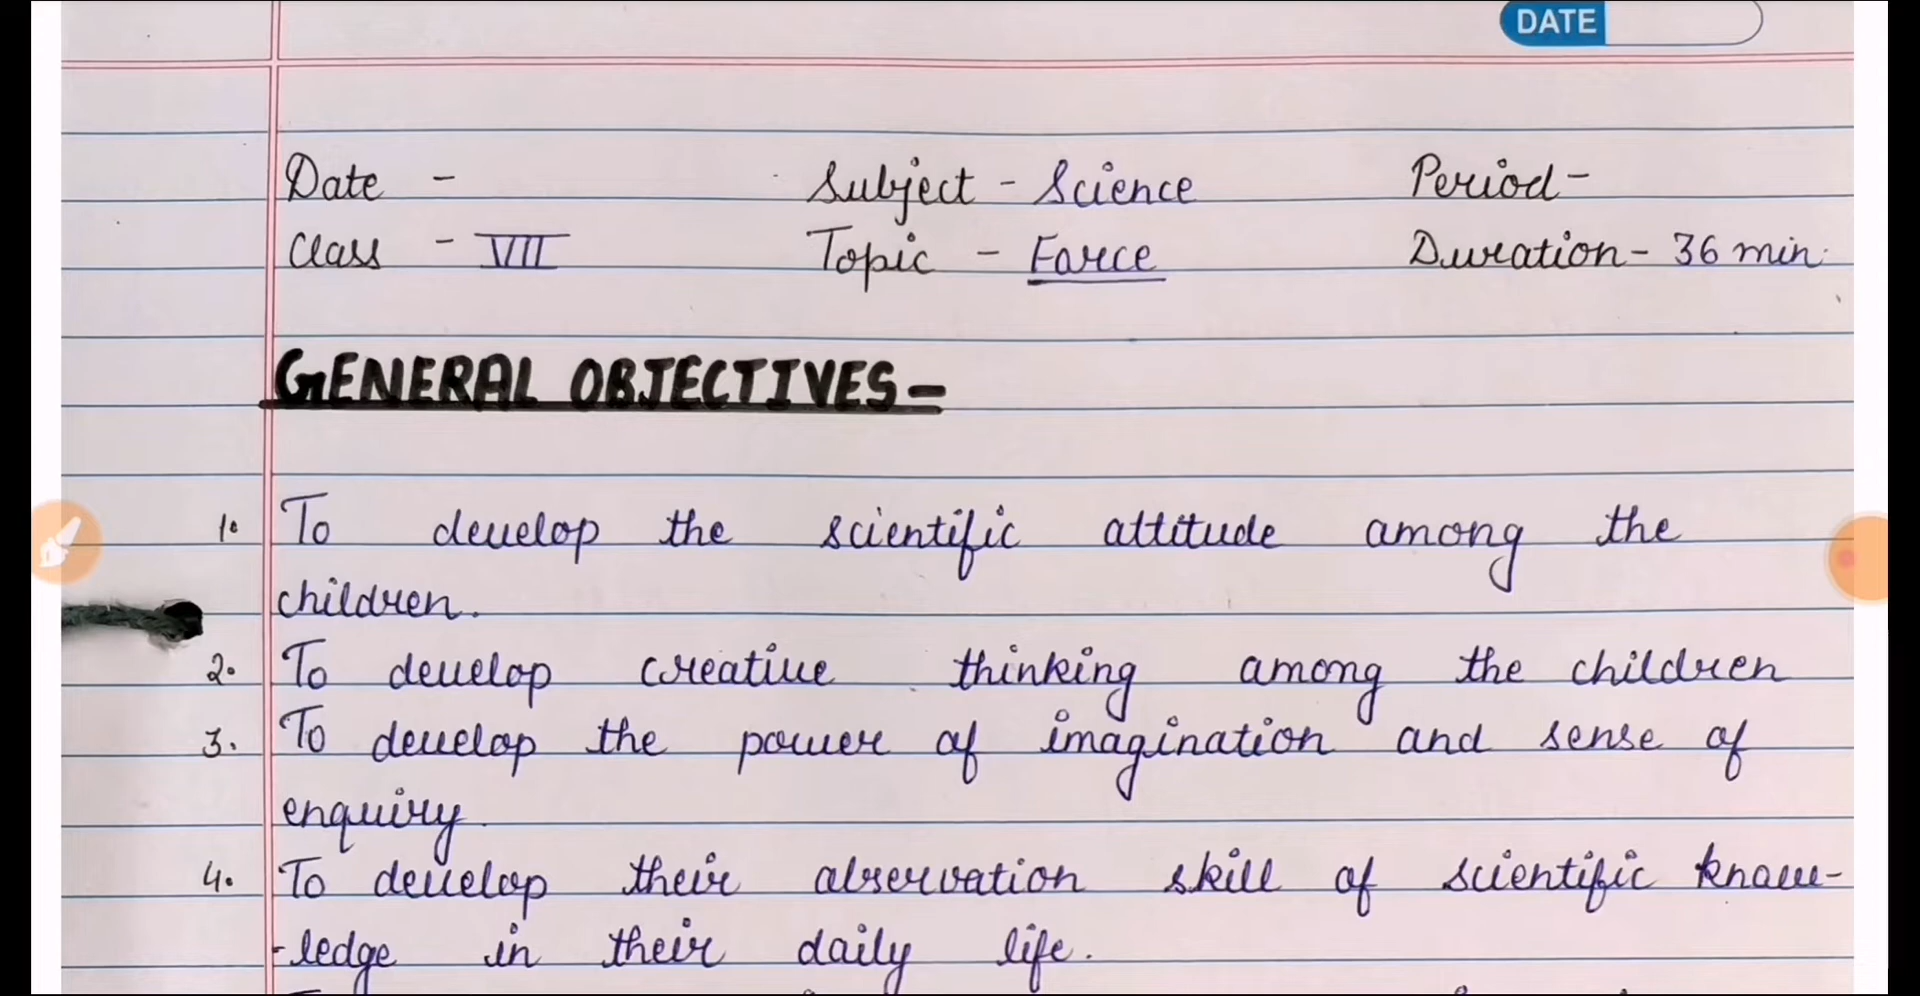 DATE
Date - Subject - Science Period -
Class - VII Topic - Force Duration - 36 min.
GENERAL OBJECTIVES -
1. To develop the scientific attitude among the
children.
2. To develop creative thinking among the children
3. To develop the power of imagination and sense of
enquiry.
4. To develop their observation skill of scientific know-
-ledge in their daily life.